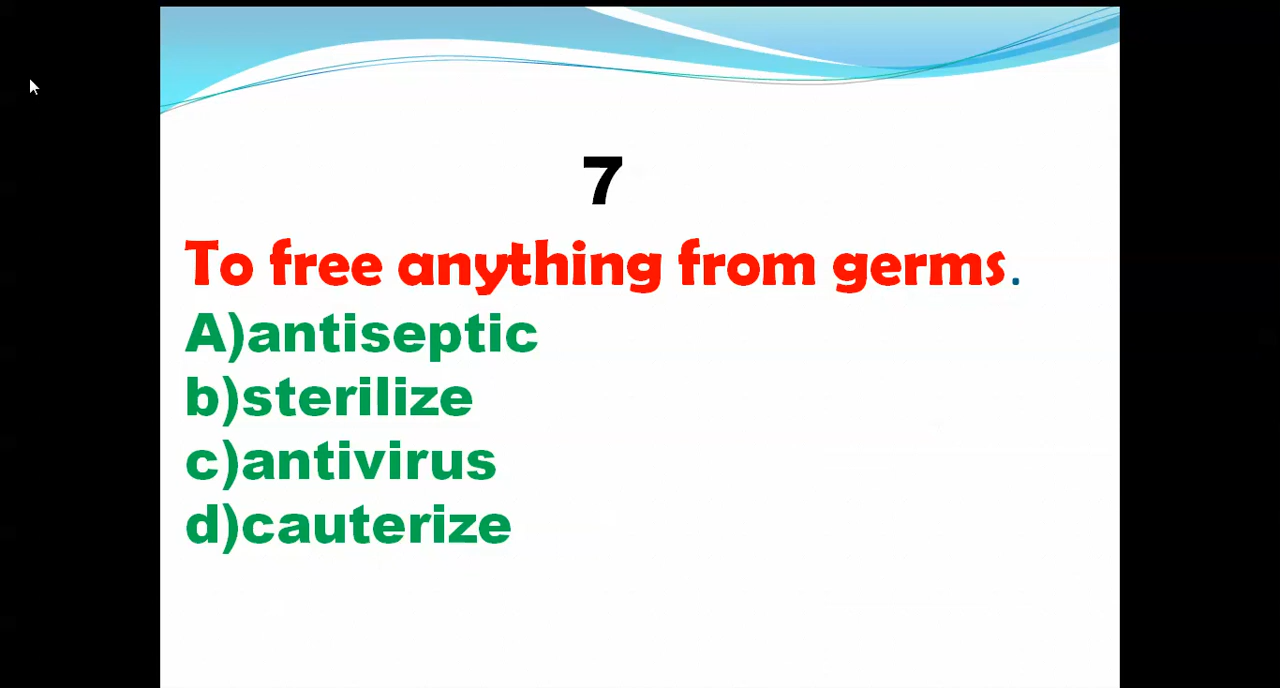 7
To free anything from germs.
A)antiseptic
b)sterilize
c)antivirus
d)cauterize